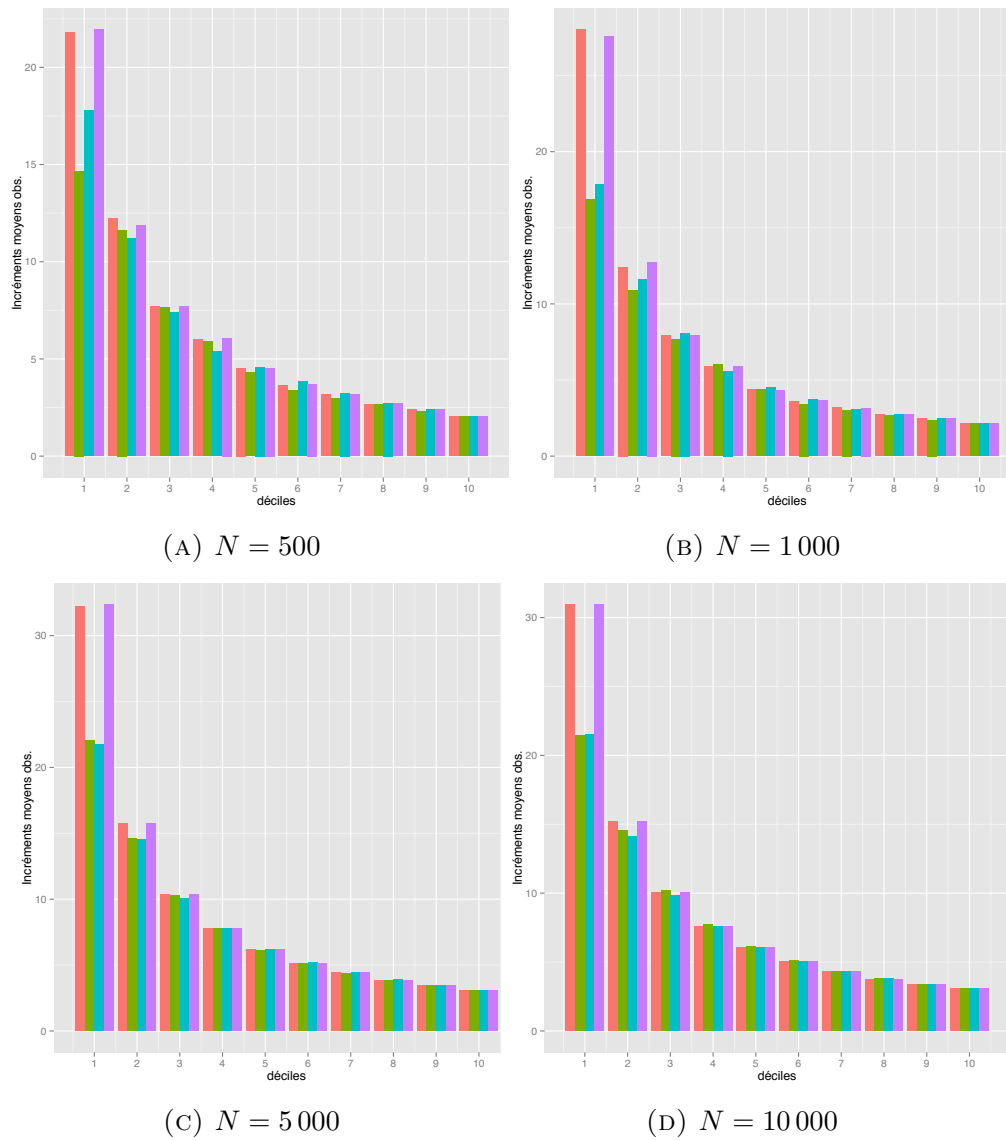 Incréments moyens obs.
20
15
10
5
0
1 2 3 4 5 6 7 8 9 10
déciles
(A) N = 500
Incréments moyens obs.
20
10
0
1 2 3 4 5 6 7 8 9 10
déciles
(B) N = 1 000
Incréments moyens obs.
30
20
10
0
1 2 3 4 5 6 7 8 9 10
déciles
(C) N = 5 000
Incréments moyens obs.
30
20
10
0
1 2 3 4 5 6 7 8 9 10
déciles
(D) N = 10 000